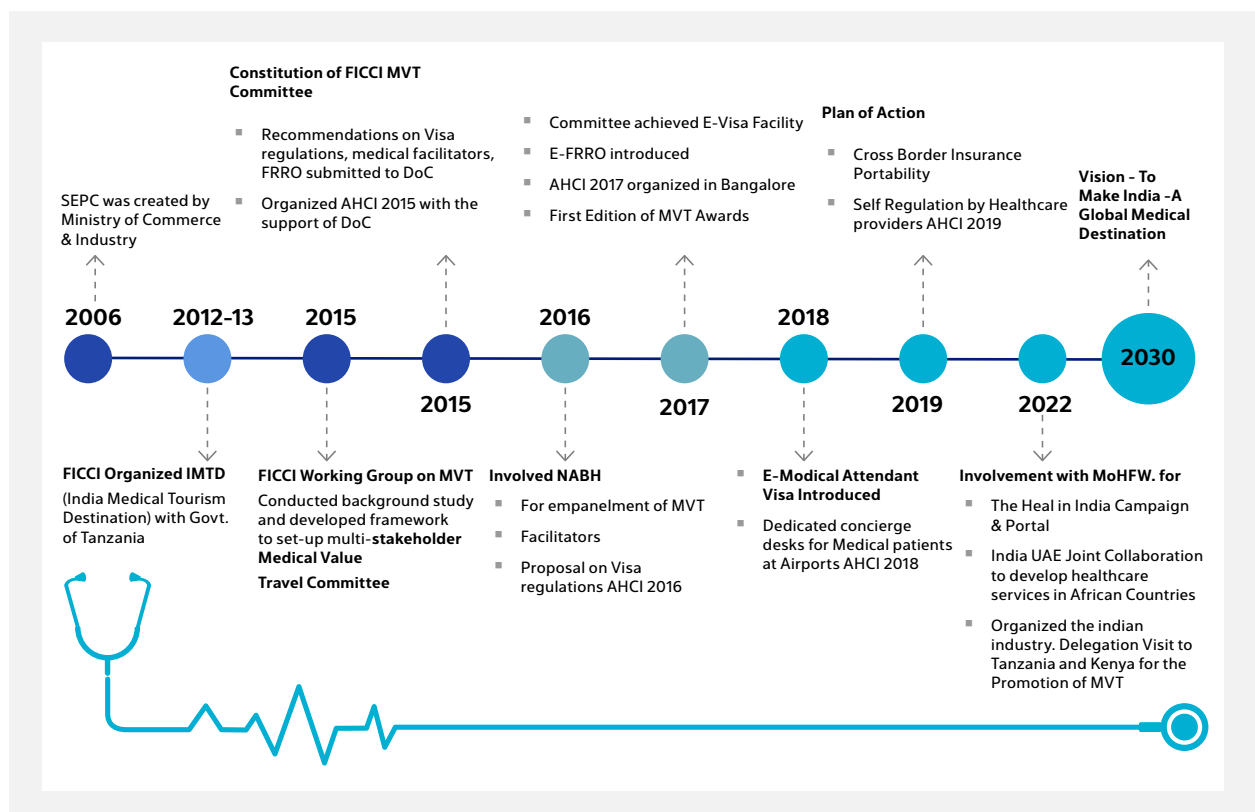 SEPC was created by
Ministry of Commerce
& Industry
Constitution of FICCI MVT
Committee
▪ Recommendations on Visa
regulations, medical facilitators,
FRRO submitted to DoC
▪ Organized AHCI 2015 with the
support of DoC
▪ Committee achieved E-Visa Facility
▪ E-FRRO introduced
▪ AHCI 2017 organized in Bangalore
▪ First Edition of MVT Awards
Plan of Action
▪ Cross Border Insurance
Portability
▪ Self Regulation by Healthcare
providers AHCI 2019
Vision - To
Make India -A
Global Medical
Destination
2006
2012-13
2015
2015
2016
2017
2018
2019
2022
2030
FICCI Organized IMTD
(India Medical Tourism
Destination) with Govt.
of Tanzania
FICCI Working Group on MVT
Conducted background study
and developed framework
to set-up multi-stakeholder
Medical Value
Travel Committee
Involved NABH
▪ For empanelment of MVT
▪ Facilitators
▪ Proposal on Visa
regulations AHCI 2016
▪ E-Modical Attendant
Visa Introduced
▪ Dedicated concierge
desks for Medical patients
at Airports AHCI 2018
Involvement with MoHFW. for
▪ The Heal in India Campaign
& Portal
▪ India UAE Joint Collaboration
to develop healthcare
services in African Countries
▪ Organized the indian
industry. Delegation Visit to
Tanzania and Kenya for the
Promotion of MVT